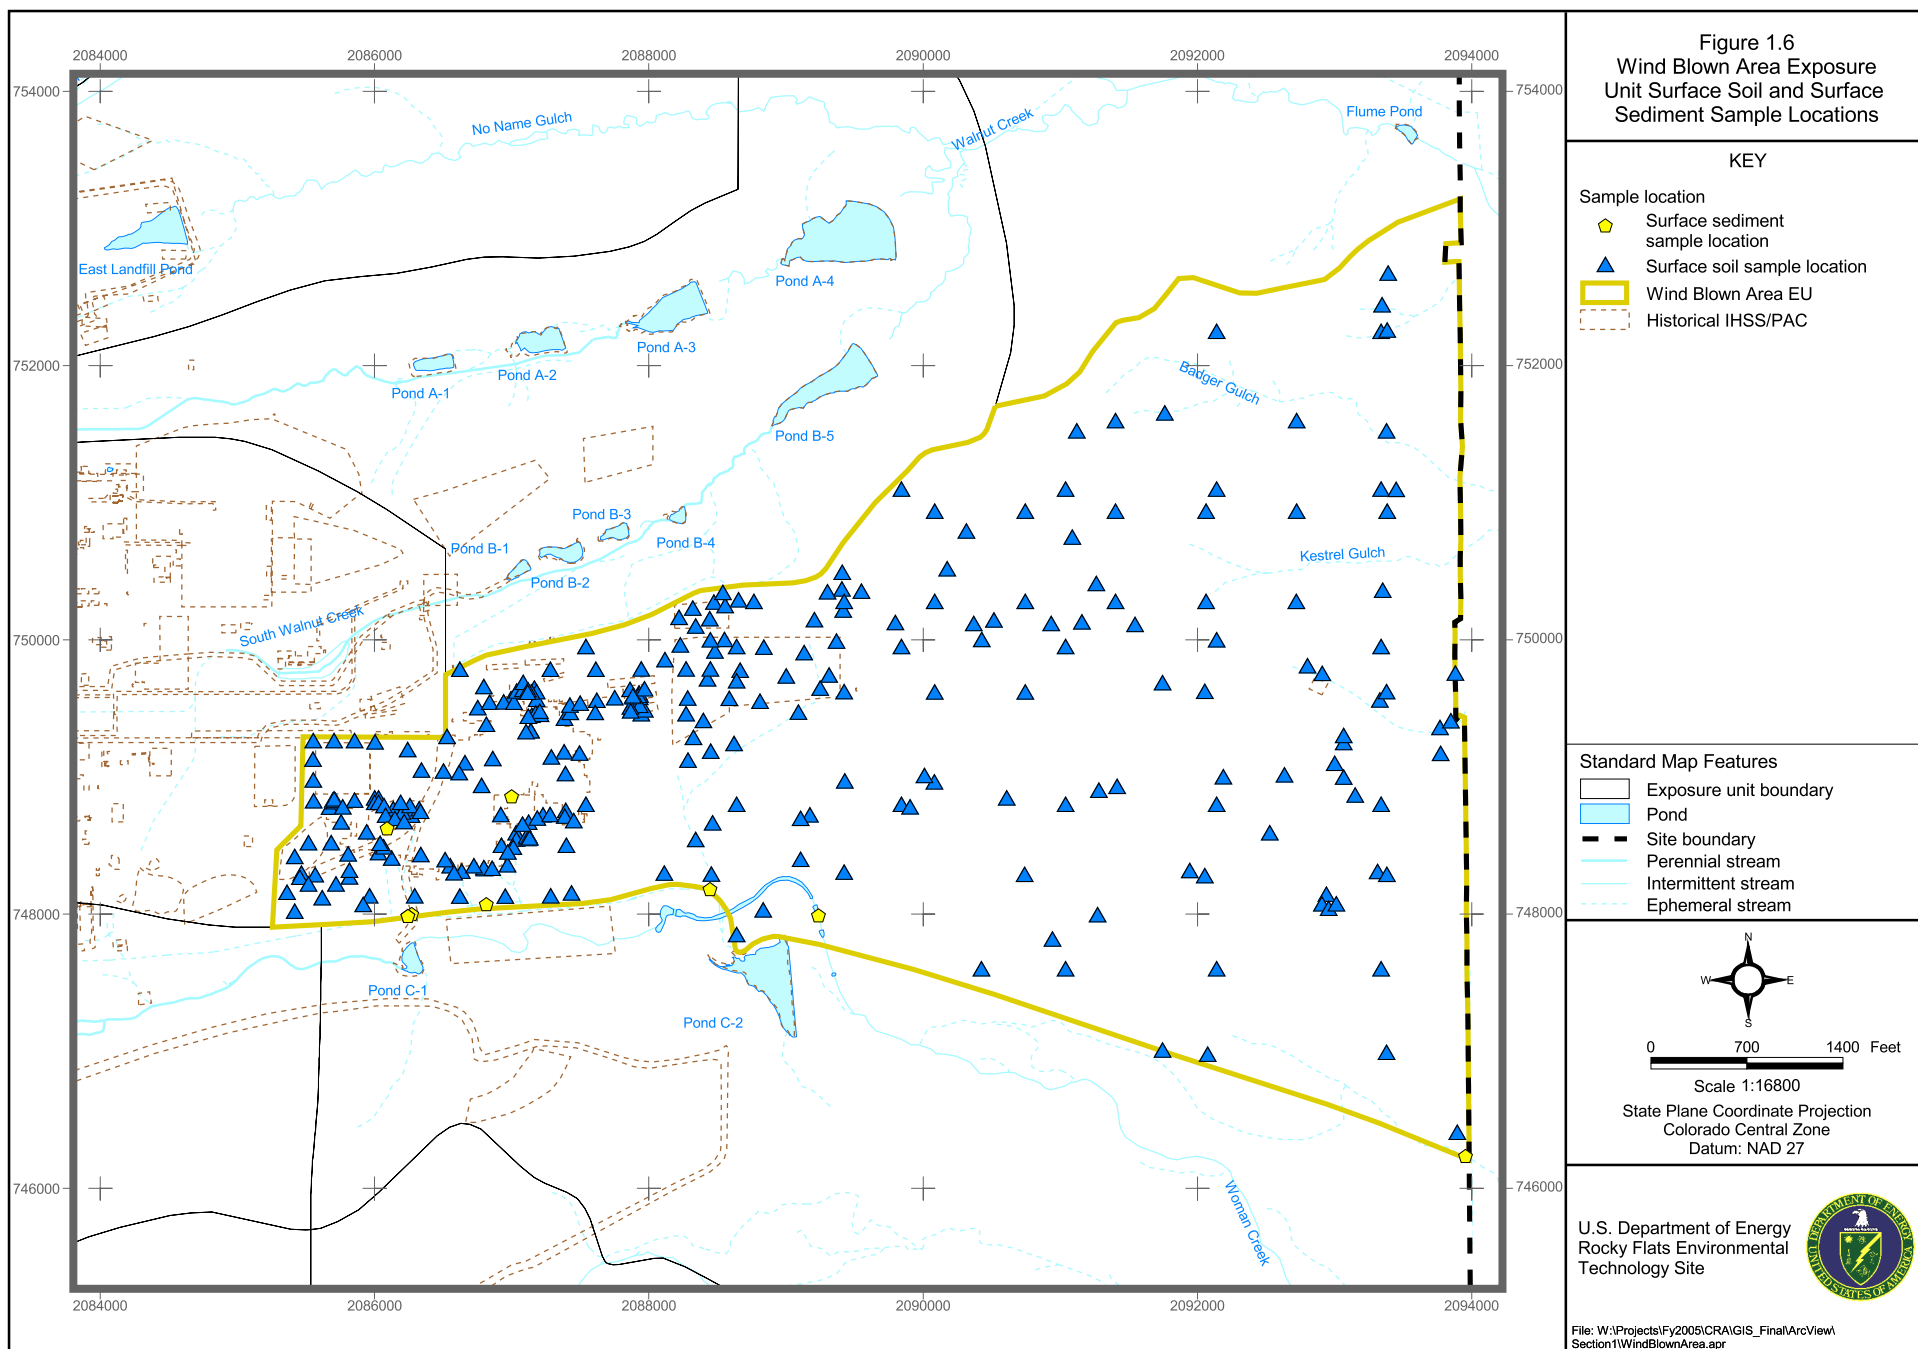 2084000
2086000
2088000
2090000
2092000
2094000
754000
752000
750000
748000
746000
754000
752000
750000
748000
746000
2084000
2086000
2088000
2090000
2092000
2094000
No Name Gulch
Walnut Creek
Flume Pond
East Landfill Pond
Pond A-4
Pond A-3
Pond A-2
Pond A-1
Badger Gulch
Pond B-5
Pond B-3
Pond B-4
Pond B-1
Pond B-2
Kestrel Gulch
South Walnut Creek
Pond C-1
Pond C-2
Woman Creek
Figure 1.6
Wind Blown Area Exposure
Unit Surface Soil and Surface
Sediment Sample Locations
KEY
Sample location
Surface sediment
sample location
Surface soil sample location
Wind Blown Area EU
Historical IHSS/PAC
Standard Map Features
Exposure unit boundary
Pond
Site boundary
Perennial stream
Intermittent stream
Ephemeral stream
N
W
E
S
0 700 1400 Feet
Scale 1:16800
State Plane Coordinate Projection
Colorado Central Zone
Datum: NAD 27
U.S. Department of Energy
Rocky Flats Environmental
Technology Site
DEPARTMENT OF ENERGY
UNITED STATES OF AMERICA
File: W:\Projects\Fy2005\CRA\GIS_Final\ArcView\
Section1\WindBlownArea.apr